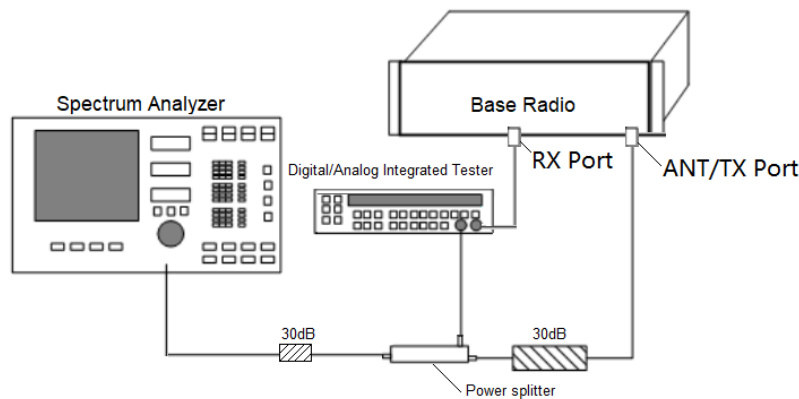 Spectrum Analyzer
Base Radio
Digital/Analog Integrated Tester
RX Port
ANT/TX Port
30dB
30dB
Power splitter